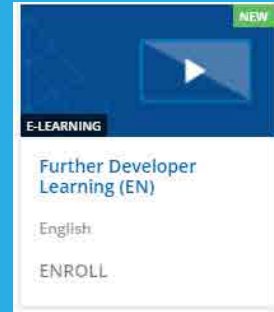 NEW
E-LEARNING
Further Developer
Learning (EN)
English
ENROLL